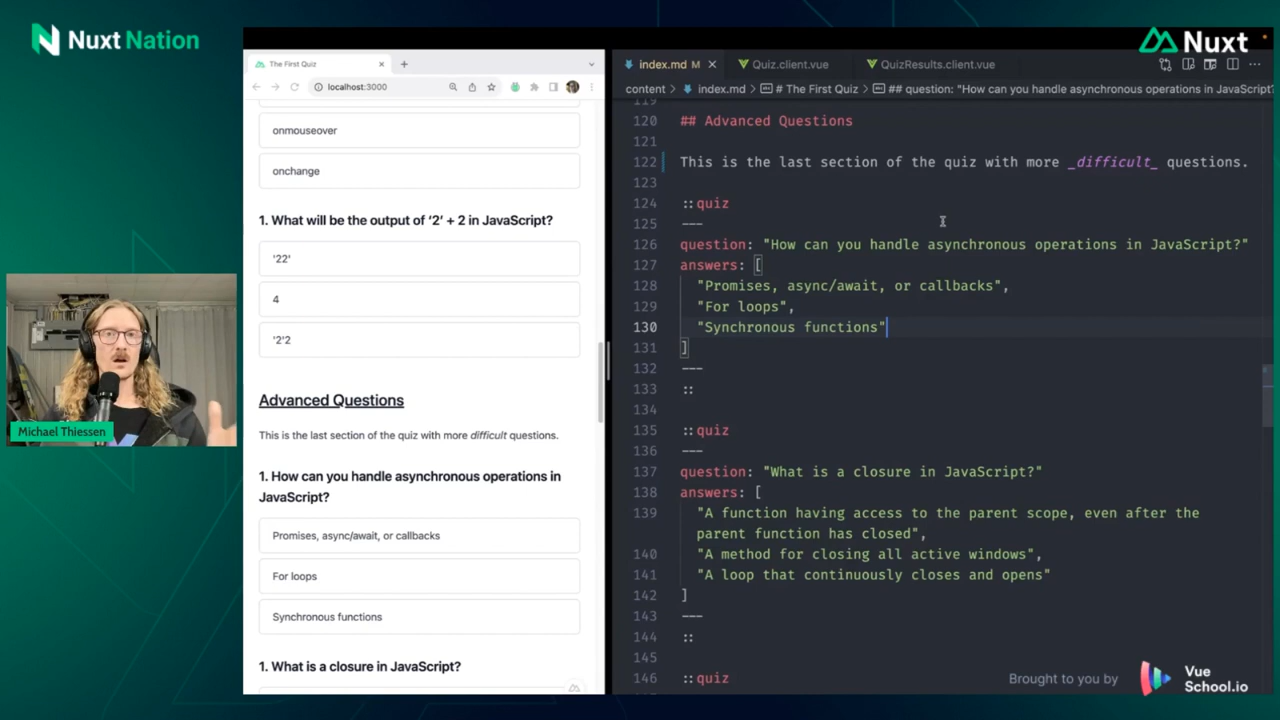 Nuxt Nation
Nuxt
The First Quiz
localhost:3000
onmouseover
onchange
1. What will be the output of ‘2’ + 2 in JavaScript?
'22'
4
'2'2
Advanced Questions
This is the last section of the quiz with more difficult questions.
1. How can you handle asynchronous operations in
JavaScript?
Promises, async/await, or callbacks
For loops
Synchronous functions
1. What is a closure in JavaScript?
index.md M
Quiz.client.vue
QuizResults.client.vue
content > index.md > # The First Quiz > ## question: "How can you handle asynchronous operations in JavaScript?
119
120 ## Advanced Questions
121
122 This is the last section of the quiz with more _difficult_ questions.
123
124 ::quiz
125 ---
126 question: "How can you handle asynchronous operations in JavaScript?"
127 answers: [
128 "Promises, async/await, or callbacks",
129 "For loops",
130 "Synchronous functions"
131 ]
132 ---
133 ::
134
135 ::quiz
136 ---
137 question: "What is a closure in JavaScript?"
138 answers: [
139 "A function having access to the parent scope, even after the
parent function has closed",
140 "A method for closing all active windows",
141 "A loop that continuously closes and opens"
142 ]
143 ---
144 ::
145
146 ::quiz
Michael Thiessen
Brought to you by
Vue
School.io